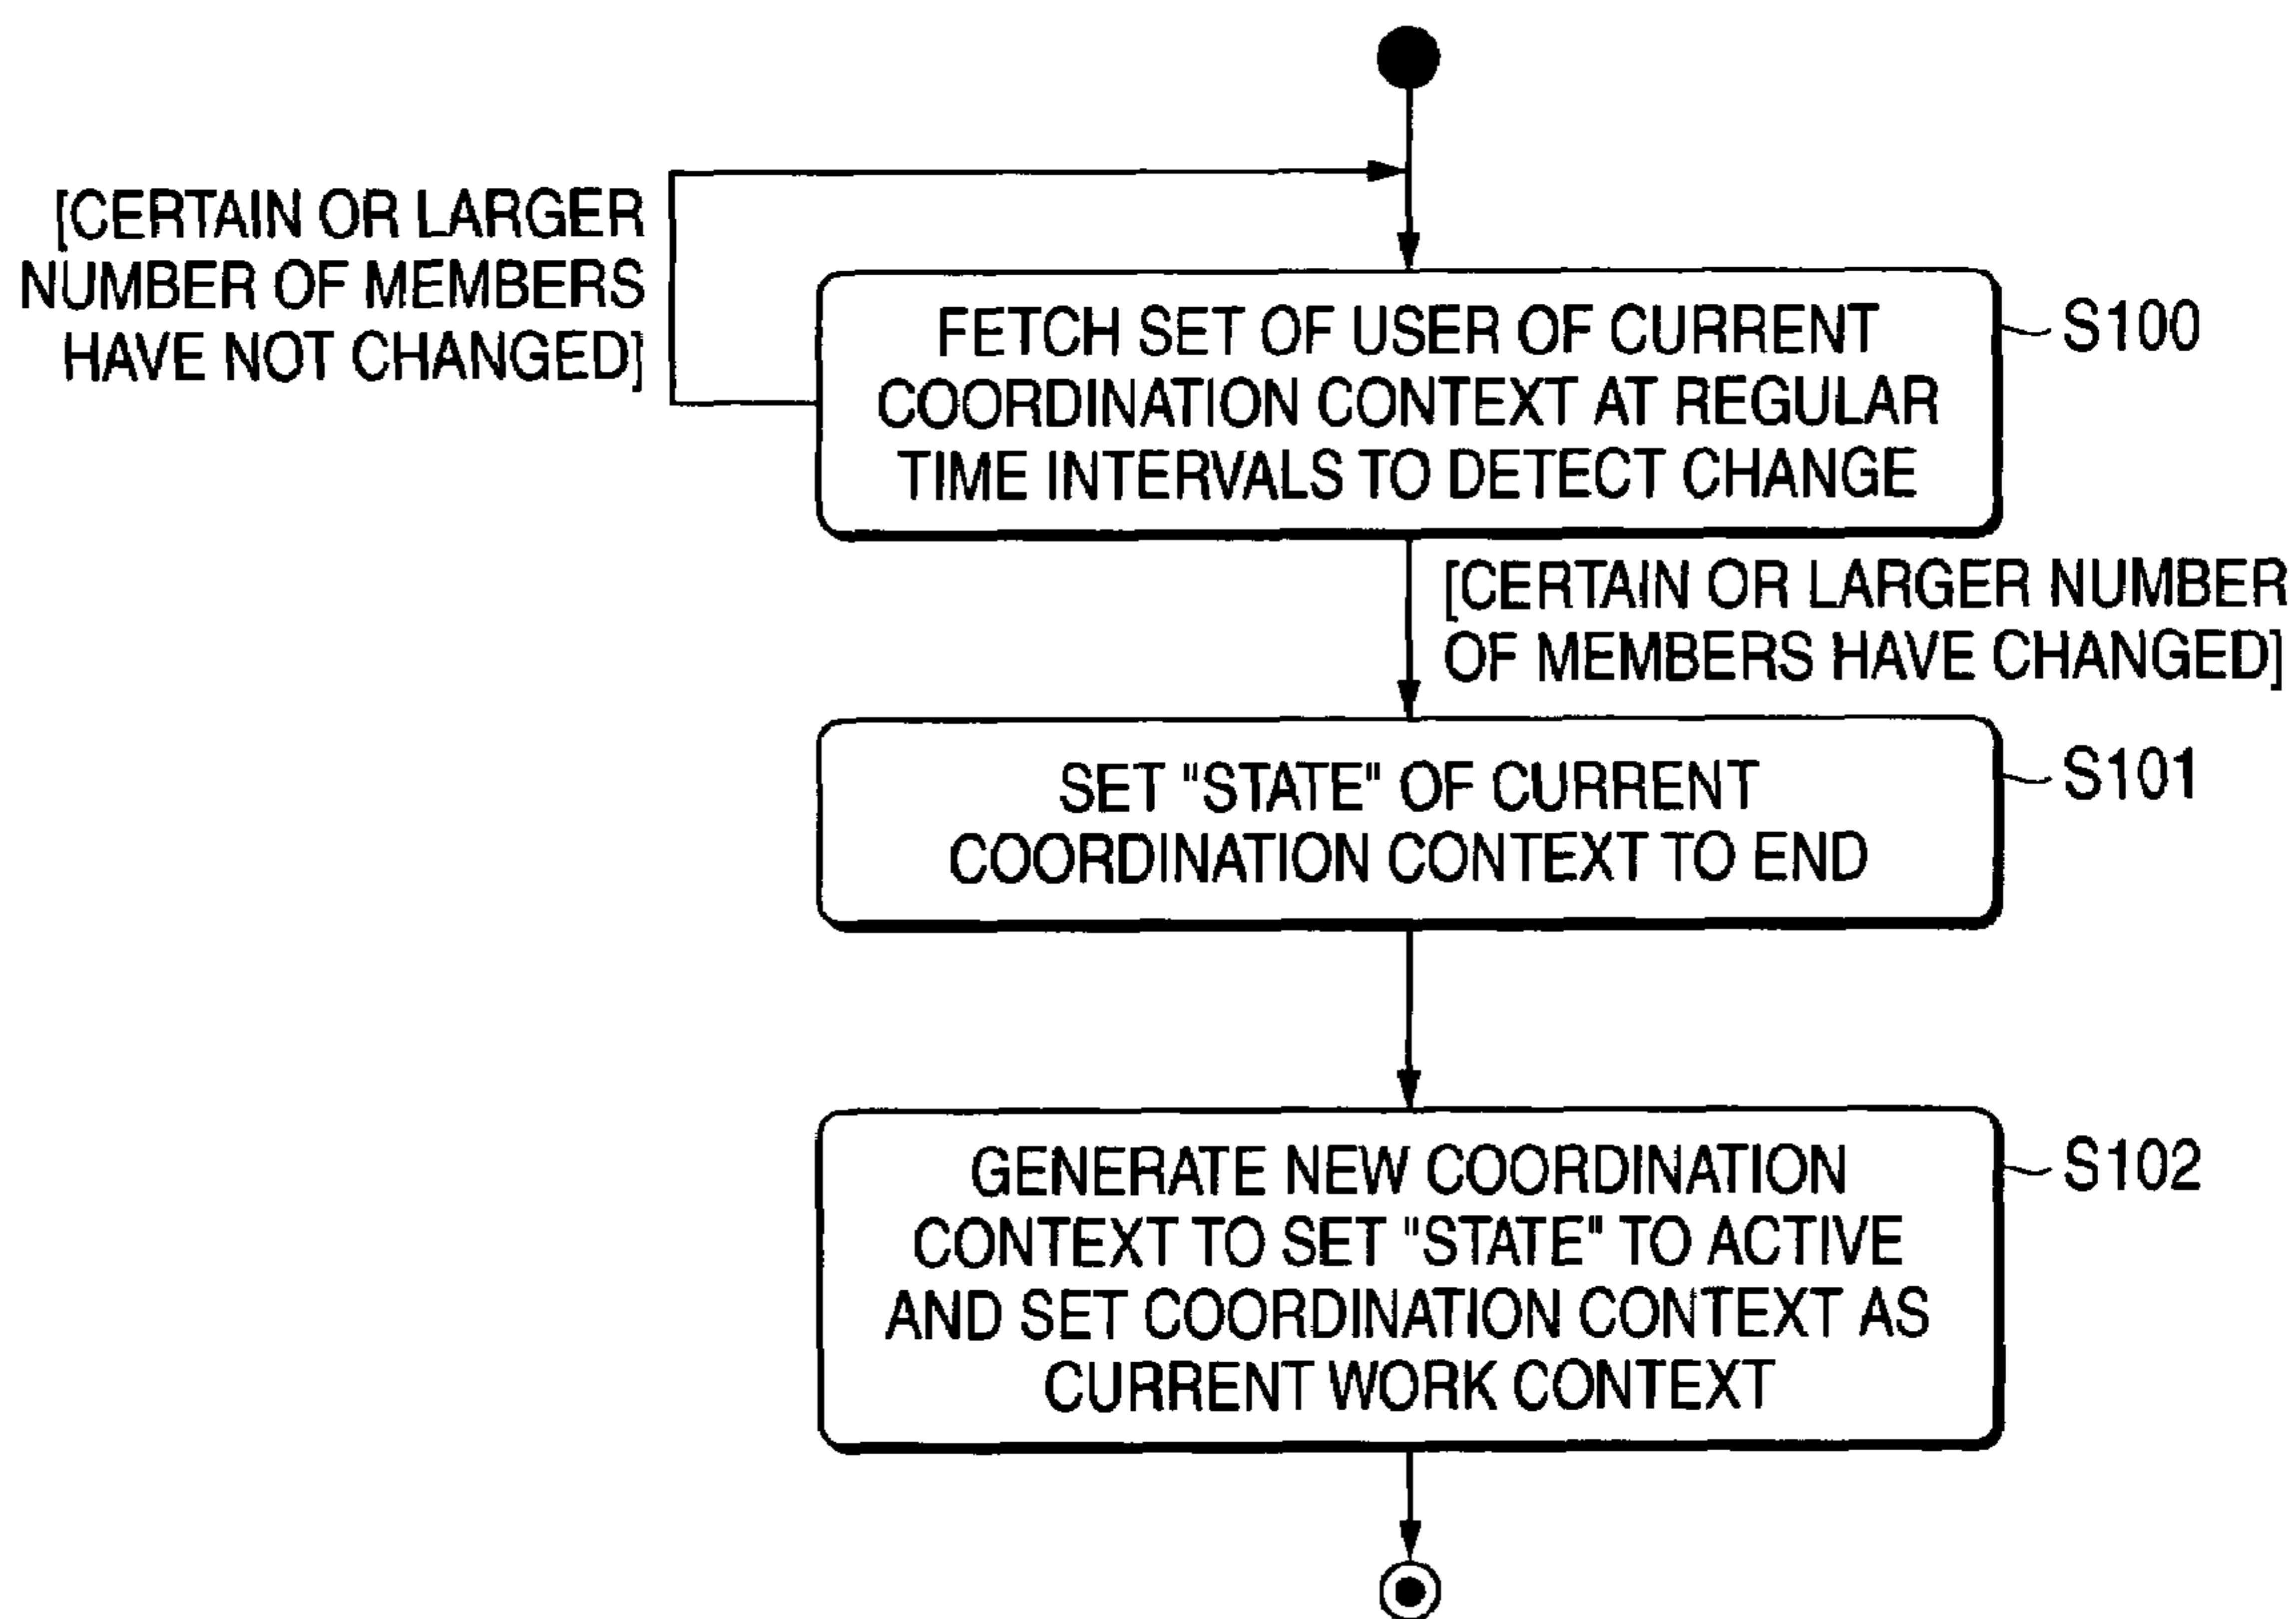 [CERTAIN OR LARGER
NUMBER OF MEMBERS
HAVE NOT CHANGED]
FETCH SET OF USER OF CURRENT
COORDINATION CONTEXT AT REGULAR
TIME INTERVALS TO DETECT CHANGE
S100
[CERTAIN OR LARGER NUMBER
OF MEMBERS HAVE CHANGED]
SET "STATE" OF CURRENT
COORDINATION CONTEXT TO END
S101
GENERATE NEW COORDINATION
CONTEXT TO SET "STATE" TO ACTIVE
AND SET COORDINATION CONTEXT AS
CURRENT WORK CONTEXT
S102